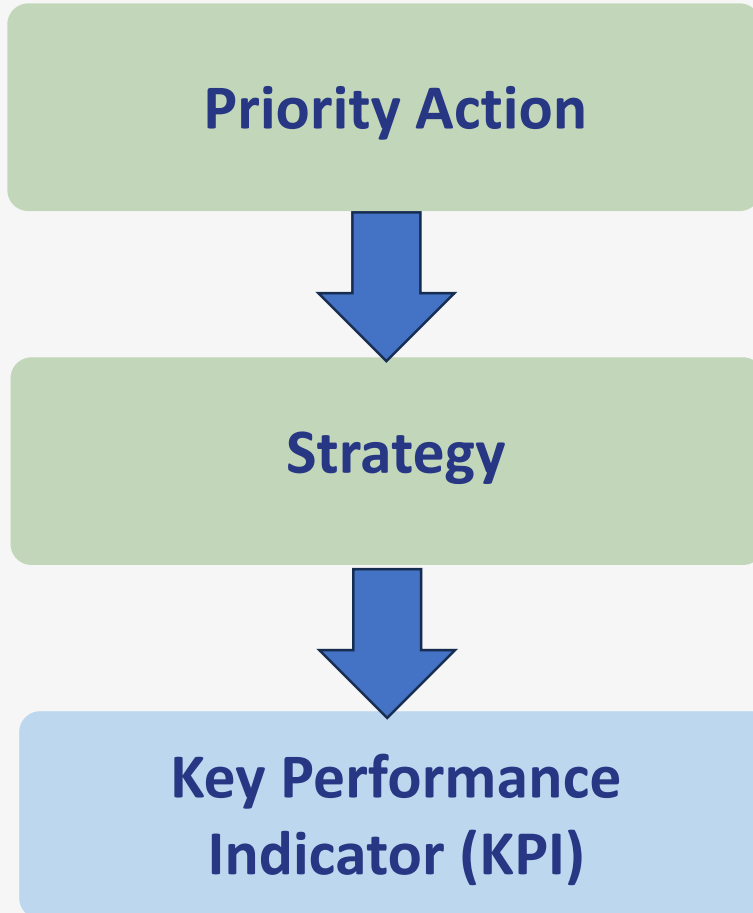 Priority Action
Strategy
Key Performance
Indicator (KPI)